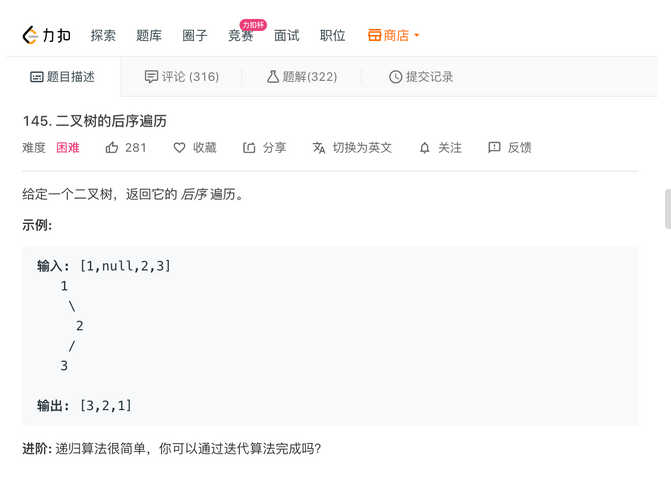 力扣 探索 题库 圈子 竞赛 力扣杯 面试 职位 商店
题目描述 评论 (316) 题解(322) 提交记录
145. 二叉树的后序遍历
难度 困难 281 收藏 分享 切换为英文 关注 反馈
给定一个二叉树，返回它的 后序 遍历。
示例:
输入: [1,null,2,3]
1
\
2
/
3
输出: [3,2,1]
进阶: 递归算法很简单，你可以通过迭代算法完成吗？